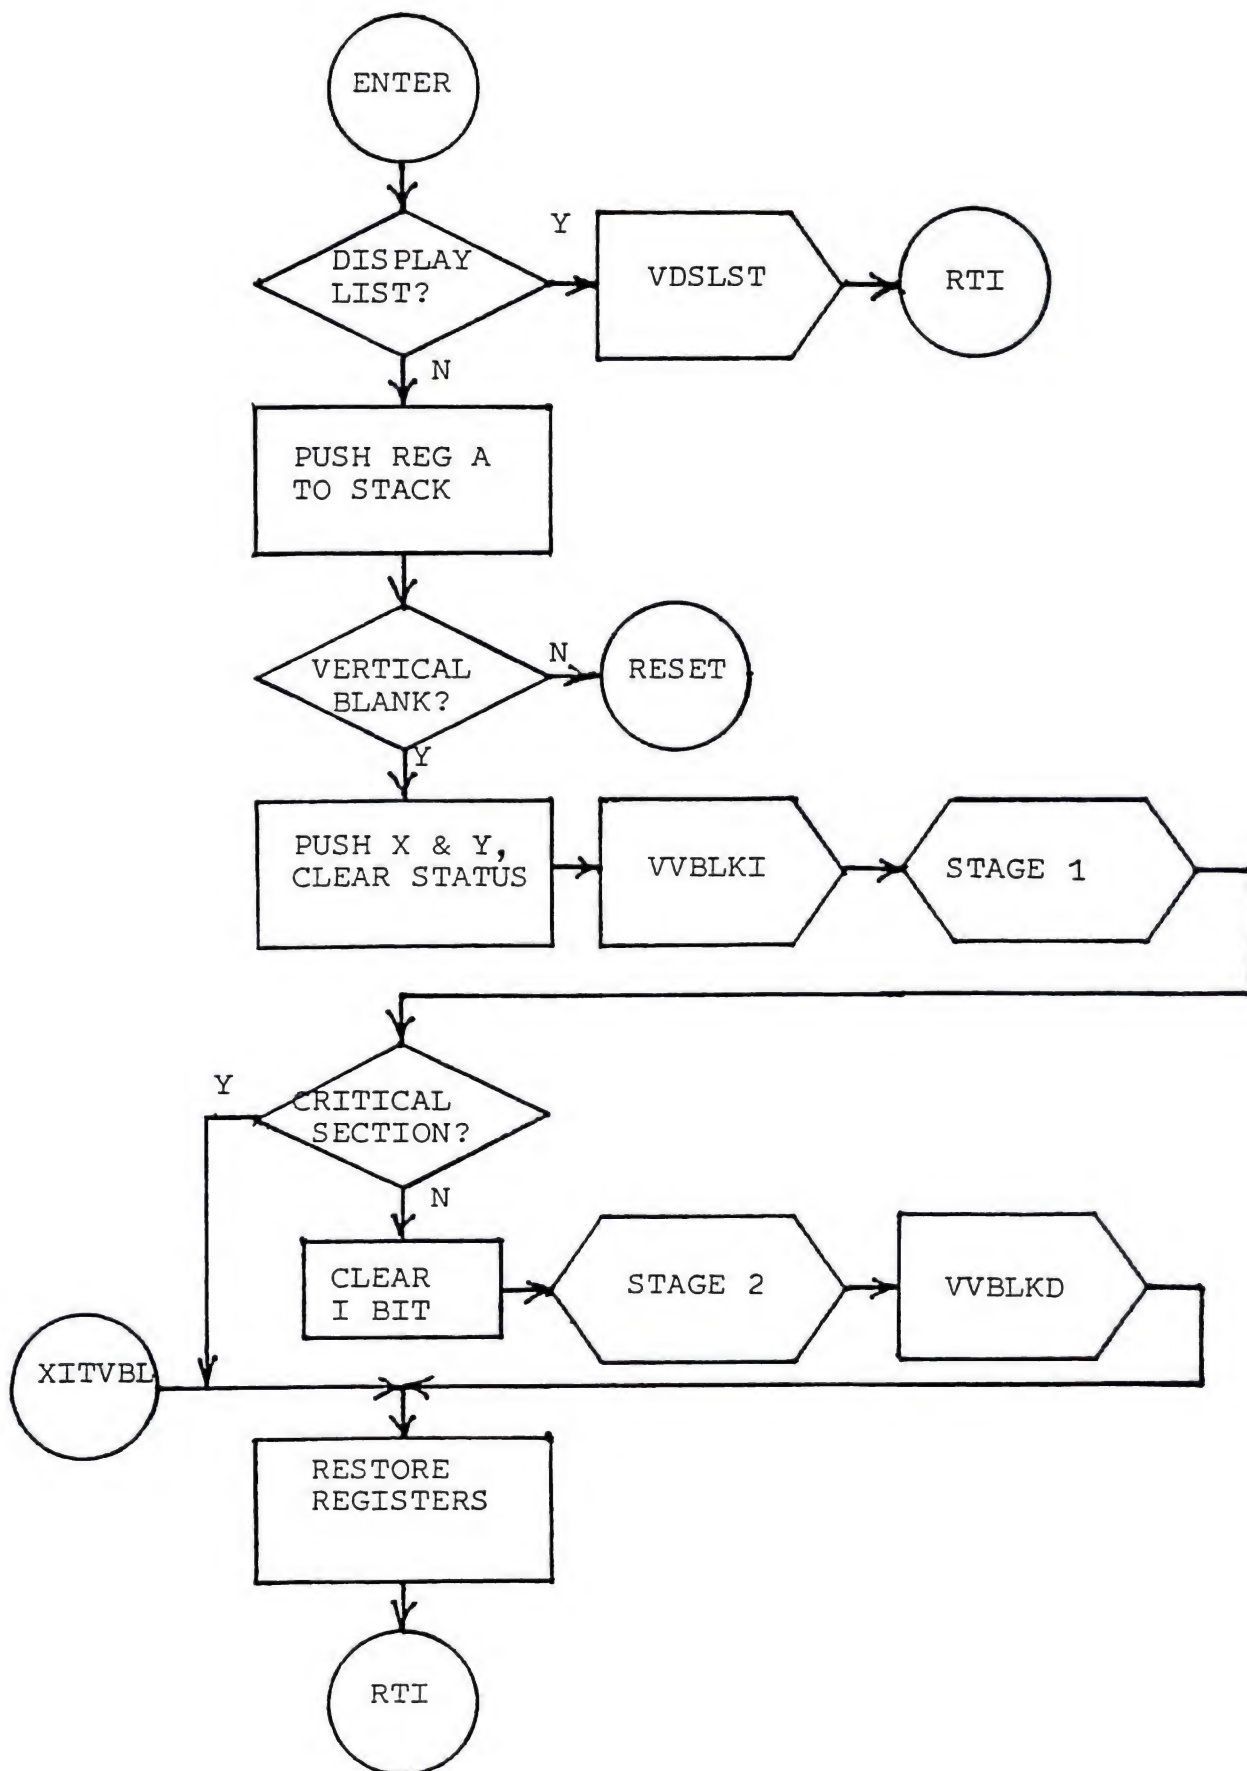 ENTER
DISPLAY
LIST?
Y
VDSLST
RTI
N
PUSH REG A
TO STACK
VERTICAL
BLANK?
N
RESET
Y
PUSH X & Y,
CLEAR STATUS
VVBLKI
STAGE 1
Y
CRITICAL
SECTION?
N
CLEAR
I BIT
STAGE 2
VVBLKD
XITVBL
RESTORE
REGISTERS
RTI